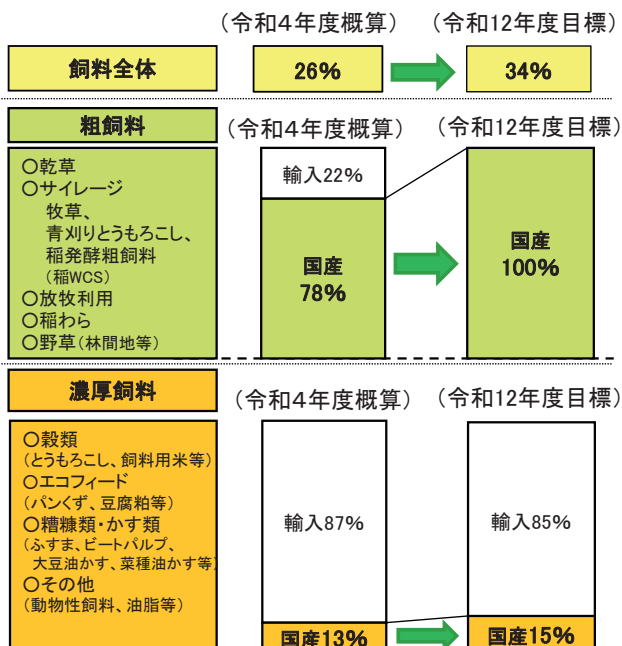 (令和4年度概算) (令和12年度目標)
飼料全体 26% 34%
粗飼料 (令和4年度概算) (令和12年度目標)
○乾草
○サイレージ
牧草、
青刈りとうもろこし、
稲発酵粗飼料
(稲WCS)
○放牧利用
○稲わら
○野草(林間地等)
輸入22%
国産
78%
国産
100%
濃厚飼料 (令和4年度概算) (令和12年度目標)
○穀類
(とうもろこし、飼料用米等)
○エコフィード
(パンくず、豆腐粕等)
○糟糠類・かす類
(ふすま、ビートパルプ、
大豆油かす、菜種油かす等)
○その他
(動物性飼料、油脂等)
輸入87% 輸入85%
国産13% 国産15%